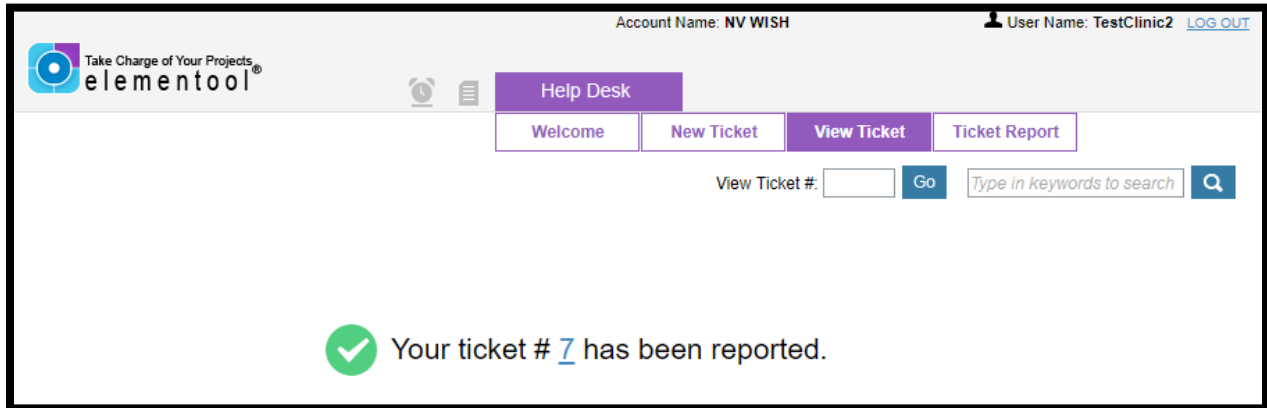 Account Name: NV WISH
User Name: TestClinic2 LOG OUT
Take Charge of Your Projects
elementool®
Help Desk
Welcome
New Ticket
View Ticket
Ticket Report
View Ticket #:
Go
Type in keywords to search
Your ticket # 7 has been reported.